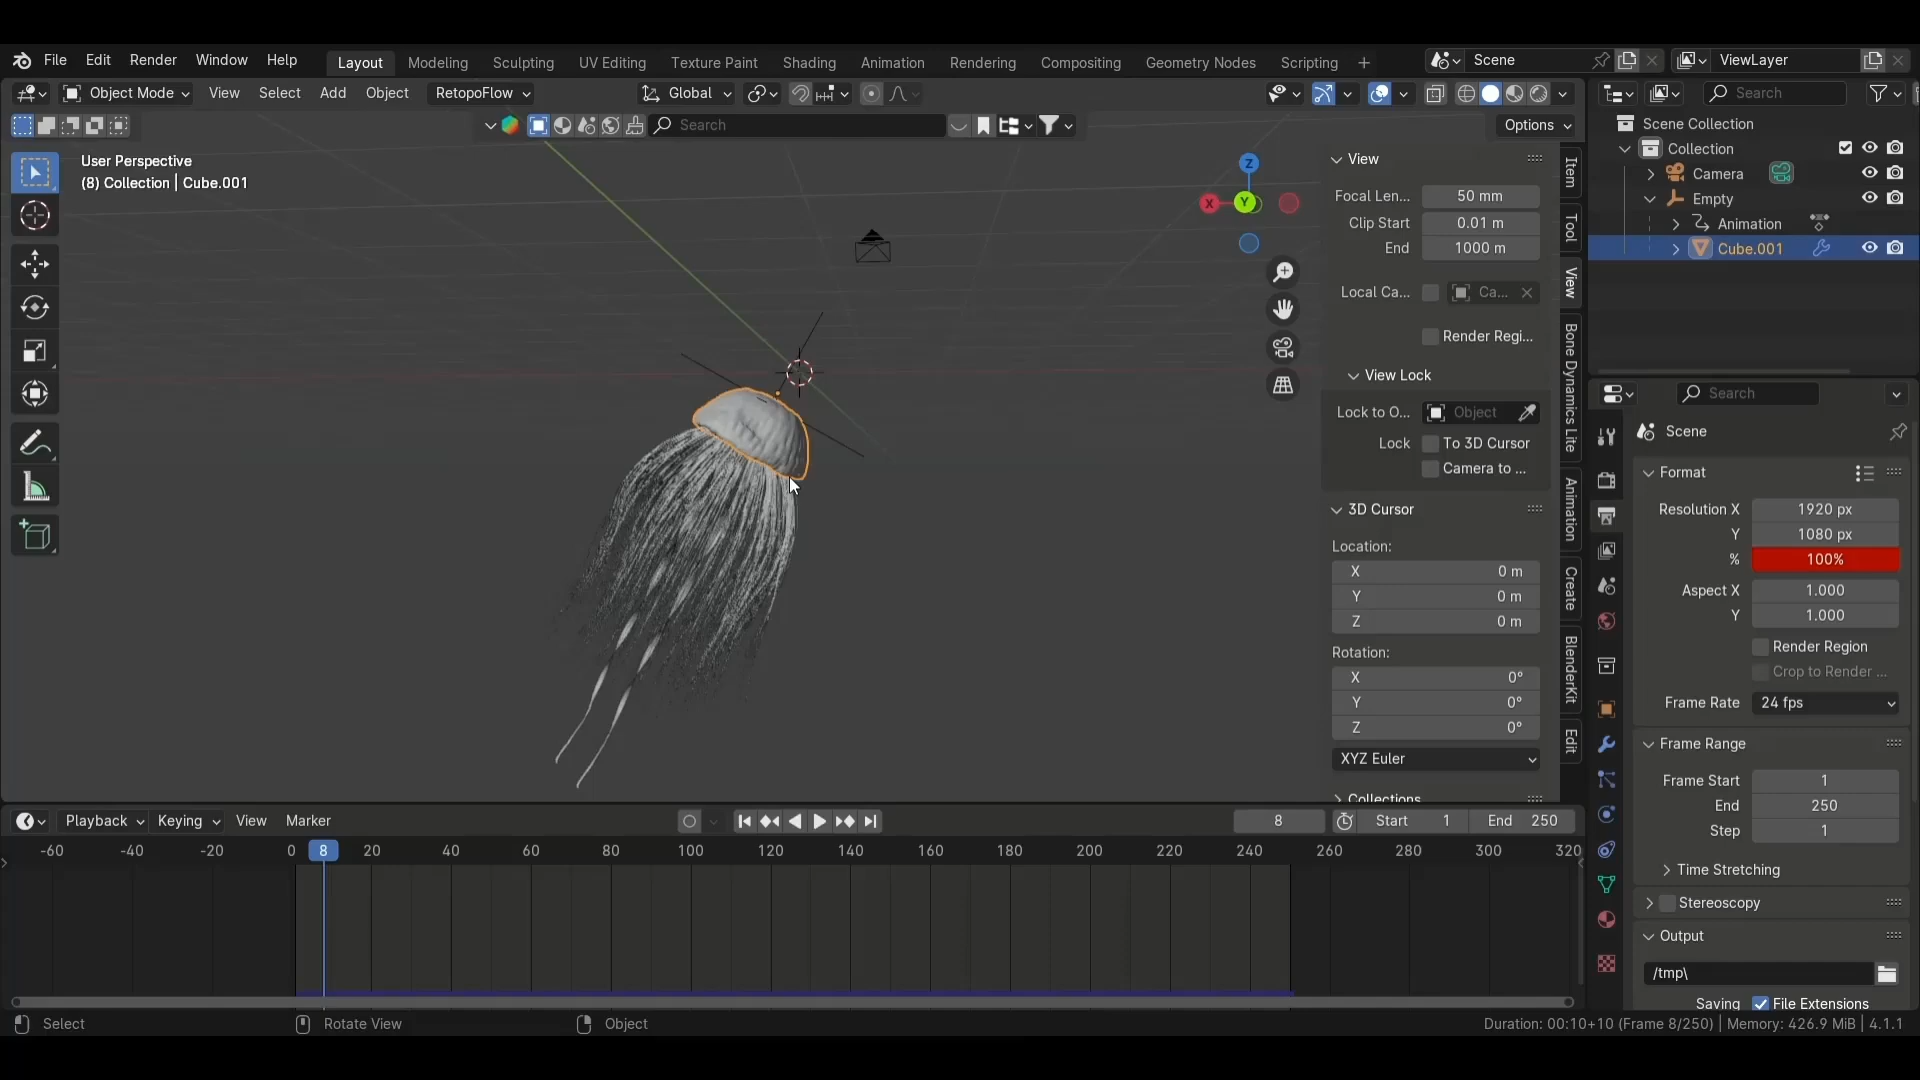 File Edit Render Window Help Layout Modeling Sculpting UV Editing Texture Paint Shading Animation Rendering Compositing Geometry Nodes Scripting + Scene ViewLayer
Object Mode View Select Add Object RetopoFlow Global Search
Search Options
User Perspective
(8) Collection | Cube.001
Z
X Y
View
Focal Len... 50 mm
Clip Start 0.01 m
End 1000 m
Local Ca... Ca...
Render Regi...
View Lock
Lock to O... Object
Lock To 3D Cursor
Camera to ...
3D Cursor
Location:
X 0 m
Y 0 m
Z 0 m
Rotation:
X 0°
Y 0°
Z 0°
XYZ Euler
Collections
Item
Tool
View
Bone Dynamics Lite
Animation
Create
BlenderKit
Edit
Scene Collection
Collection
Camera
Empty
Animation
Cube.001
Search
Scene
Format
Resolution X 1920 px
Y 1080 px
% 100%
Aspect X 1.000
Y 1.000
Render Region
Crop to Render ...
Frame Rate 24 fps
Frame Range
Frame Start 1
End 250
Step 1
Time Stretching
Stereoscopy
Output
/tmp\
Saving File Extensions
Playback Keying View Marker 8 Start 1 End 250
-60 -40 -20 0 8 20 40 60 80 100 120 140 160 180 200 220 240 260 280 300 320
Select Rotate View Object Duration: 00:10+10 (Frame 8/250) | Memory: 426.9 MiB | 4.1.1